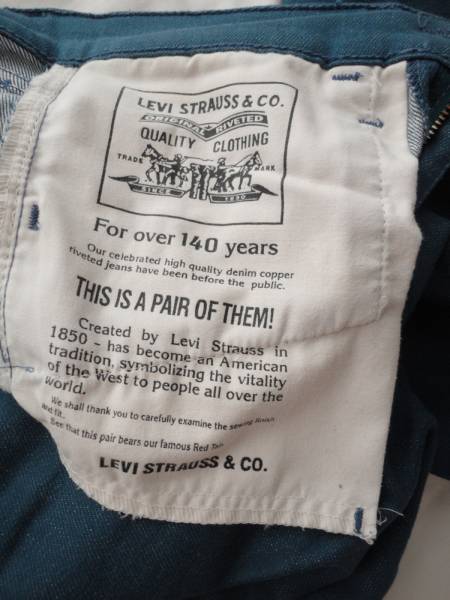 LEVI STRAUSS & CO.
ORIGINAL RIVETED
QUALITY CLOTHING
TRADE MARK
SINCE 1850
For over 140 years
Our celebrated high quality denim copper
riveted jeans have been before the public.
THIS IS A PAIR OF THEM!
Created by Levi Strauss in
1850 - has become an American
tradition, symbolizing the vitality
of the West to people all over the
world.
We shall thank you to carefully examine the sewing finish
and fit.
See that this pair bears our famous Red Tab.
LEVI STRAUSS & CO.